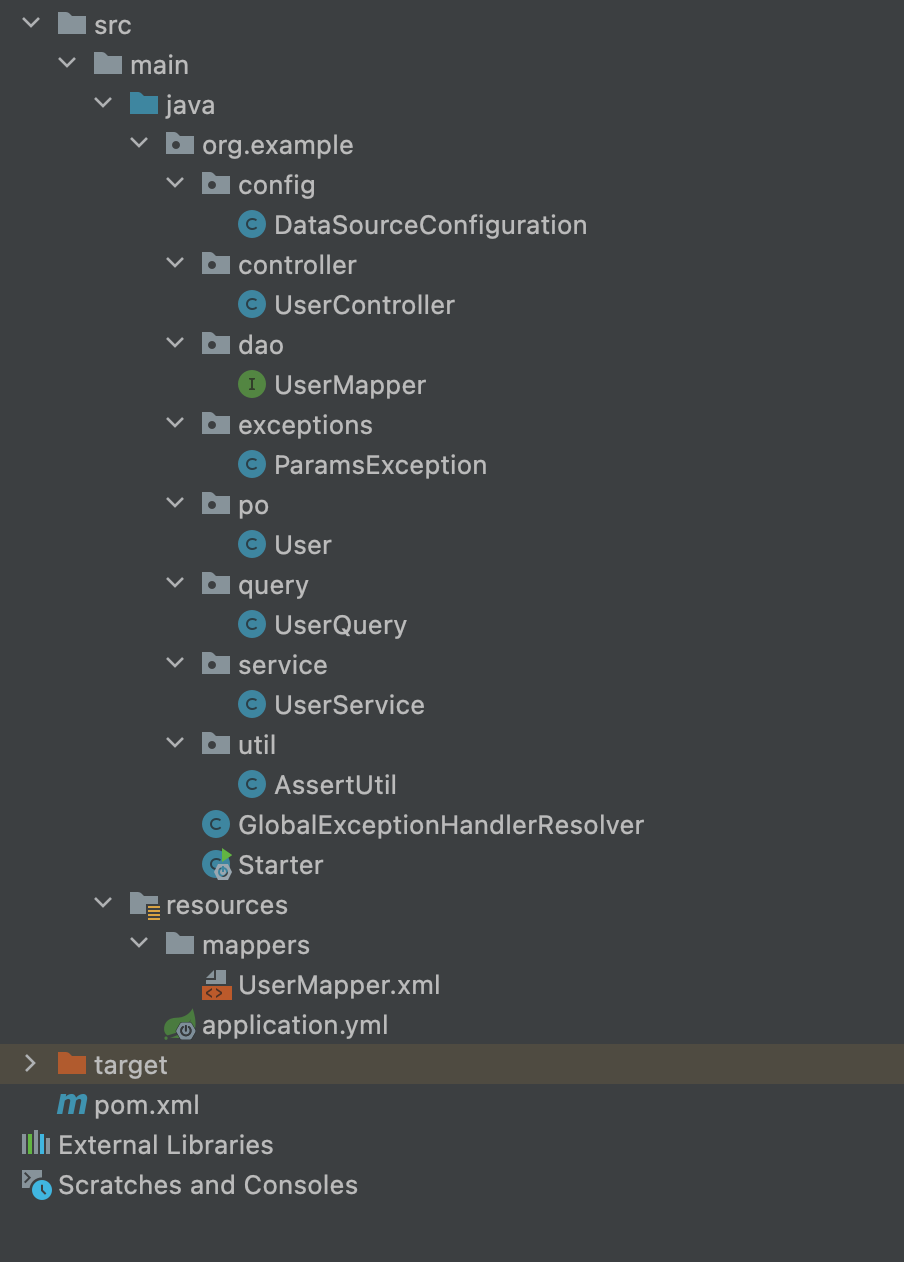 src
main
java
org.example
config
DataSourceConfiguration
controller
UserController
dao
UserMapper
exceptions
ParamsException
po
User
query
UserQuery
service
UserService
util
AssertUtil
GlobalExceptionHandlerResolver
Starter
resources
mappers
UserMapper.xml
application.yml
target
pom.xml
External Libraries
Scratches and Consoles